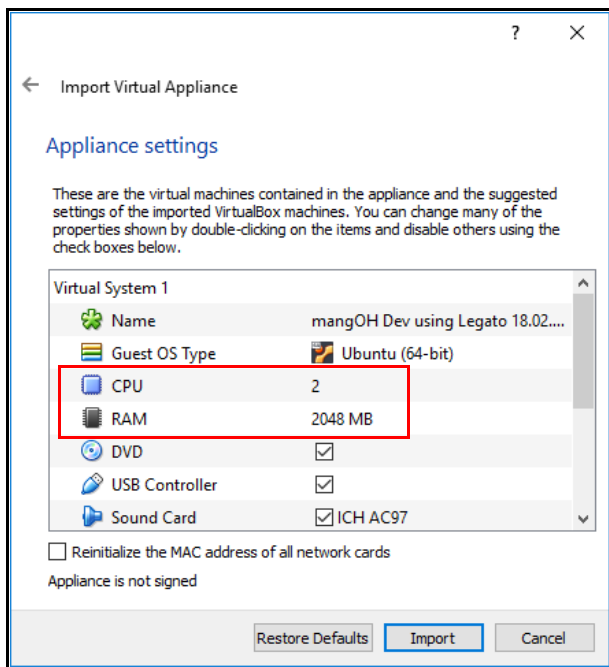 ?
Import Virtual Appliance
Appliance settings
These are the virtual machines contained in the appliance and the suggested
settings of the imported VirtualBox machines. You can change many of the
properties shown by double-clicking on the items and disable others using the
check boxes below.
Virtual System 1
Name mangOH Dev using Legato 18.02....
Guest OS Type Ubuntu (64-bit)
CPU 2
RAM 2048 MB
DVD
USB Controller
Sound Card ICH AC97
Reinitialize the MAC address of all network cards
Appliance is not signed
Restore Defaults Import Cancel